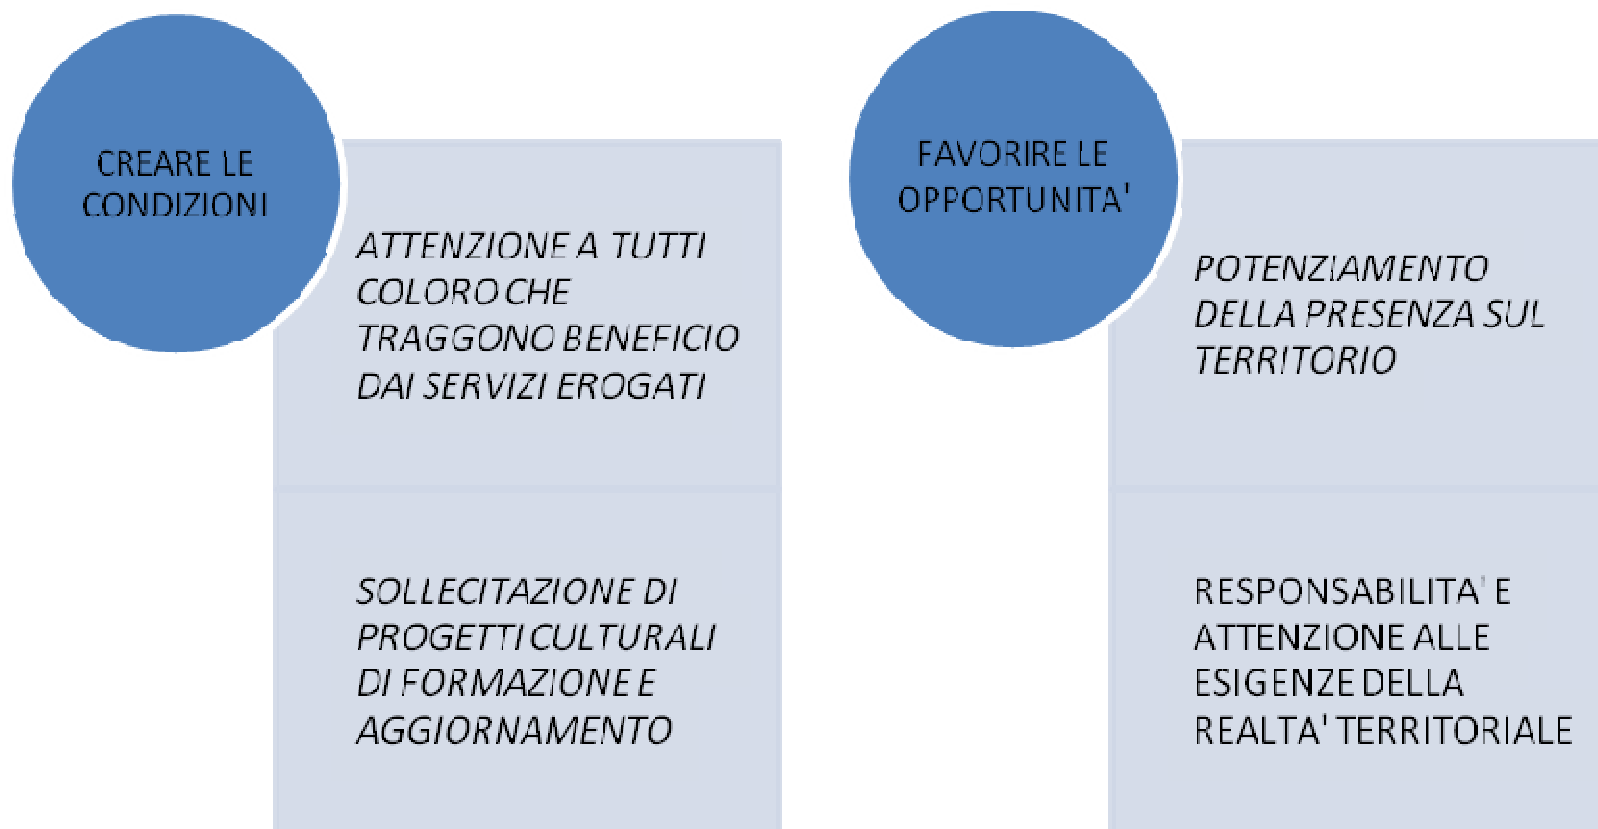 CREARE LE
CONDIZIONI
ATTENZIONE A TUTTI
COLORO CHE
TRAGGONO BENEFICIO
DAI SERVIZI EROGATI
SOLLECITAZIONE DI
PROGETTI CULTURALI
DI FORMAZIONE E
AGGIORNAMENTO
FAVORIRE LE
OPPORTUNITA'
POTENZIAMENTO
DELLA PRESENZA SUL
TERRITORIO
RESPONSABILITA' E
ATTENZIONE ALLE
ESIGENZE DELLA
REALTA' TERRITORIALE